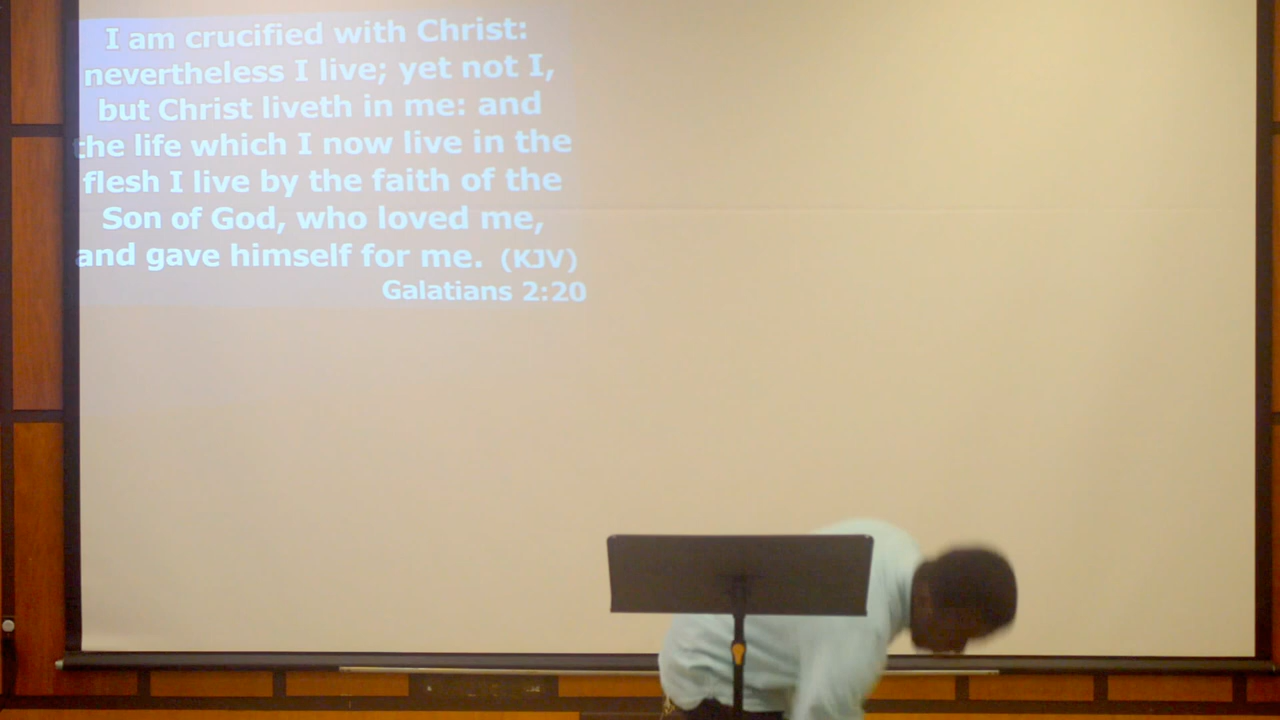 I am crucified with Christ:
nevertheless I live; yet not I,
but Christ liveth in me: and
the life which I now live in the
flesh I live by the faith of the
Son of God, who loved me,
and gave himself for me. (KJV)
Galatians 2:20